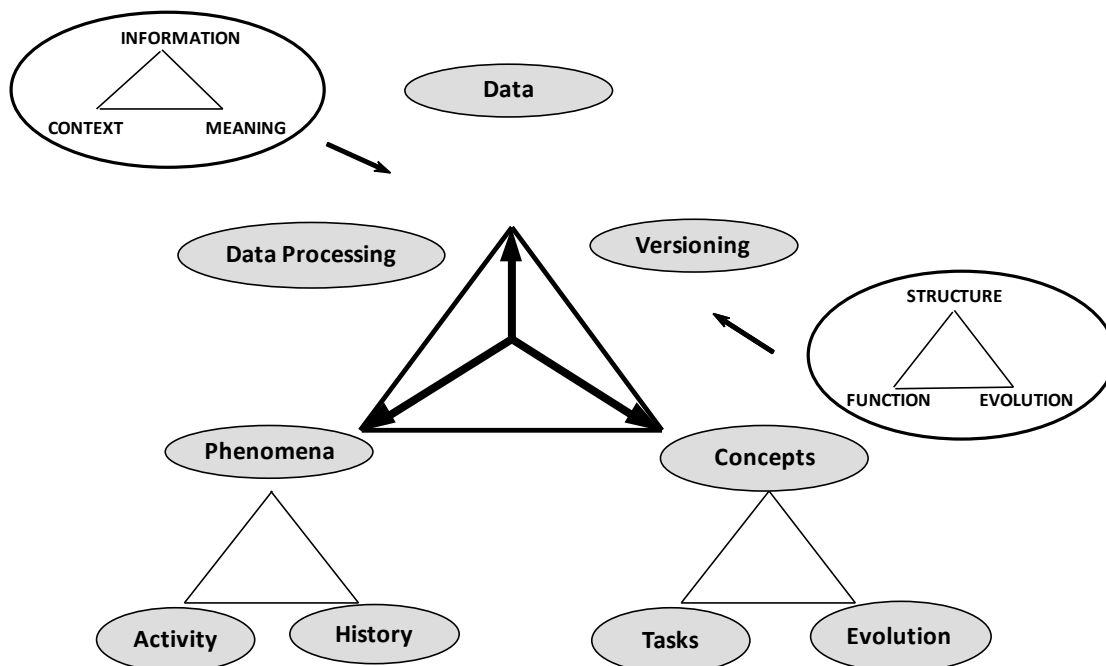 INFORMATION
CONTEXT MEANING
Data
Data Processing
Versioning
STRUCTURE
FUNCTION EVOLUTION
Phenomena
Concepts
Activity
History
Tasks
Evolution